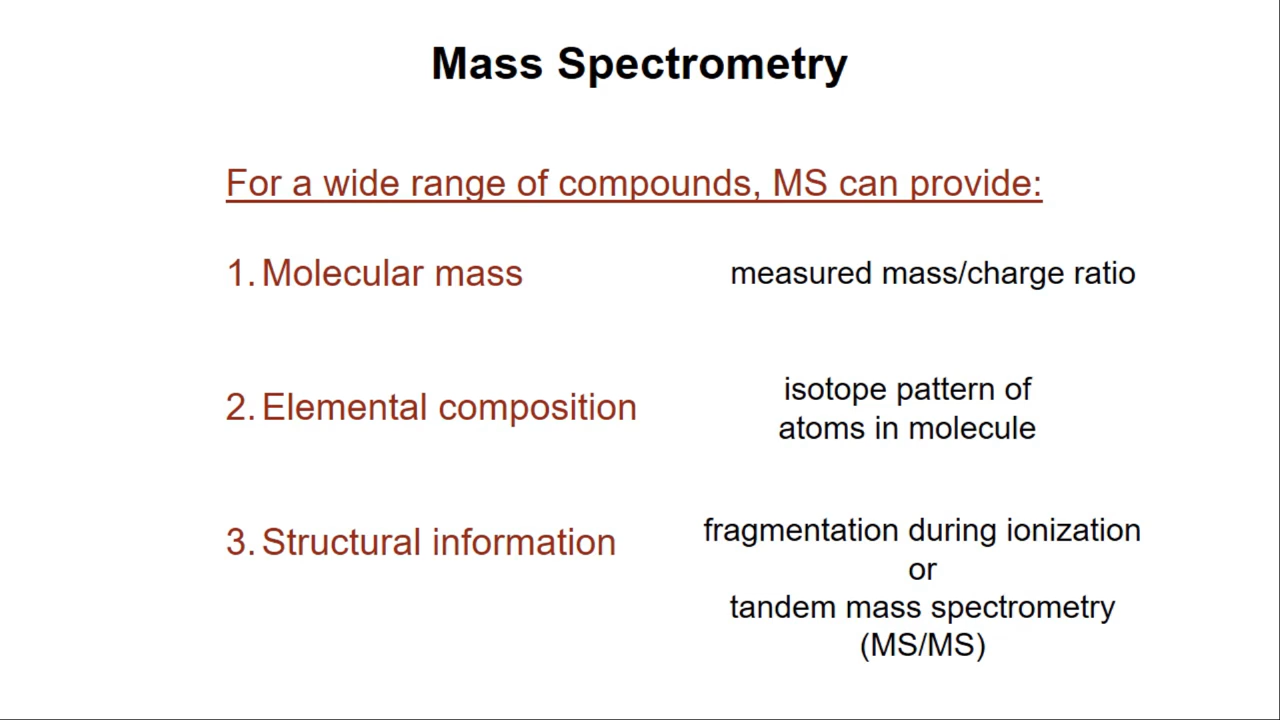 Mass Spectrometry
For a wide range of compounds, MS can provide:
1. Molecular mass
measured mass/charge ratio
2. Elemental composition
isotope pattern of
atoms in molecule
3. Structural information
fragmentation during ionization
or
tandem mass spectrometry
(MS/MS)